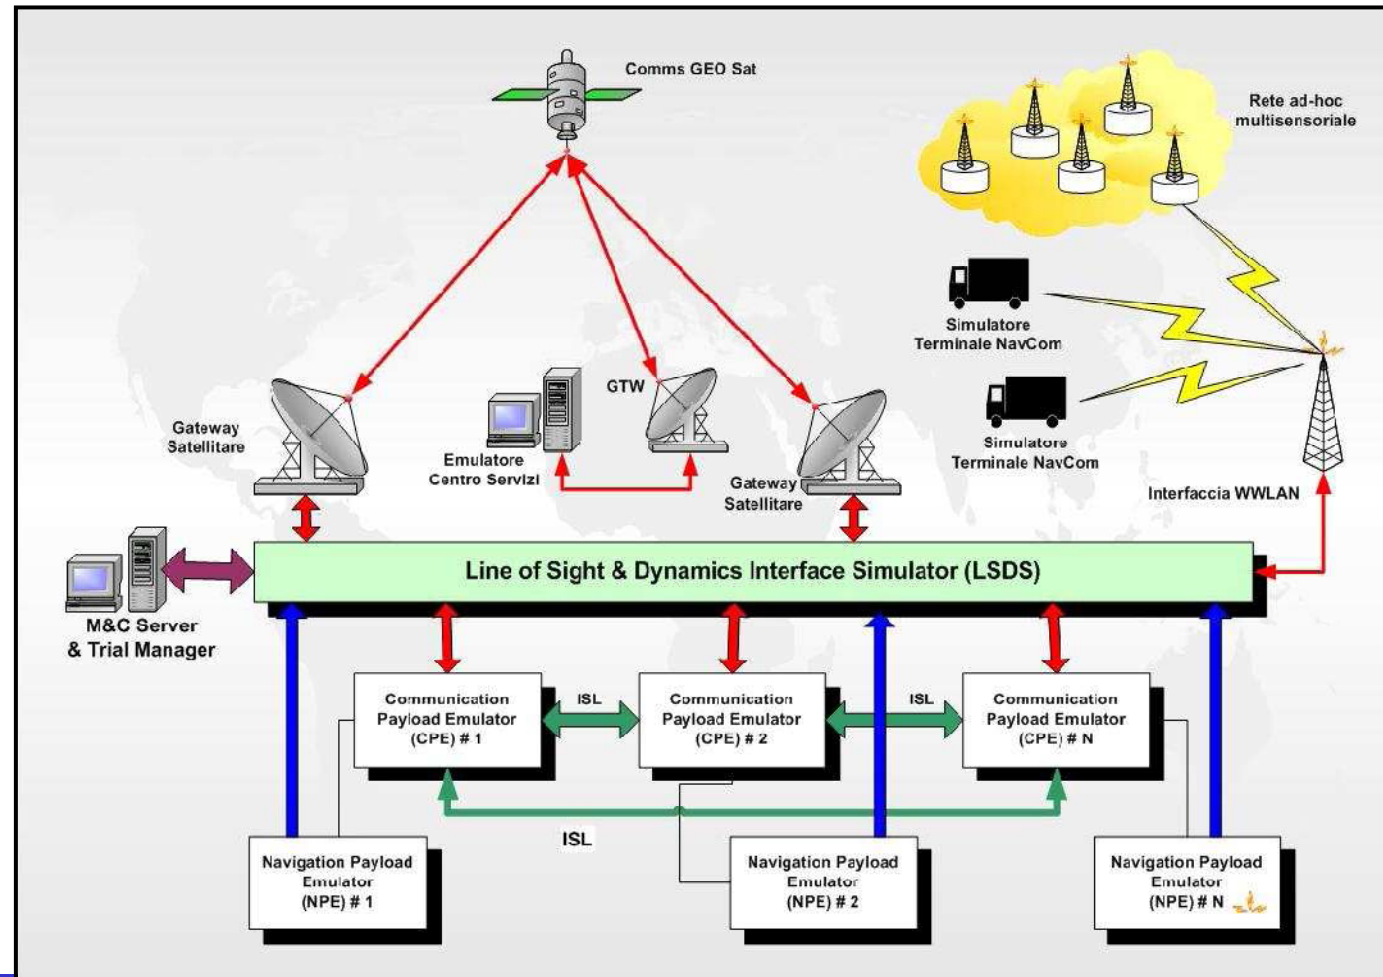 Comms GEO Sat
Rete ad-hoc
multisensoriale
Simulatore
Terminale NavCom
Simulatore
Terminale NavCom
GTW
Gateway
Satellitare
Emulatore
Centro Servizi
Gateway
Satellitare
Interfaccia WWLAN
Line of Sight & Dynamics Interface Simulator (LSDS)
M&C Server
& Trial Manager
Communication
Payload Emulator
(CPE) # 1
ISL
Communication
Payload Emulator
(CPE) # 2
ISL
Communication
Payload Emulator
(CPE) # N
ISL
Navigation Payload
Emulator
(NPE) # 1
Navigation Payload
Emulator
(NPE) # 2
Navigation Payload
Emulator
(NPE) # N